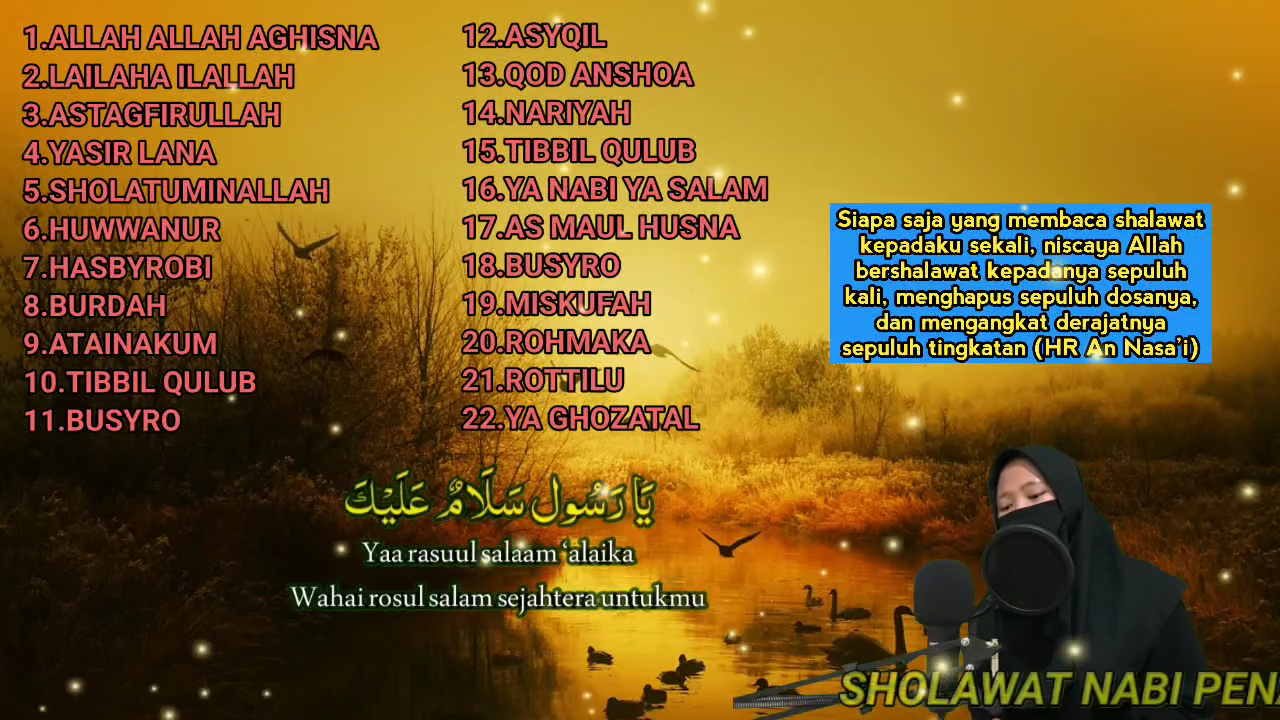 1.ALLAH ALLAH AGHISNA
2.LAILAHA ILALLAH
3.ASTAGFIRULLAH
4.YASIR LANA
5.SHOLATUMINALLAH
6.HUWWANUR
7.HASBYROBI
8.BURDAH
9.ATAINAKUM
10.TIBBIL QULUB
11.BUSYRO
12.ASYQIL
13.QOD ANSHOA
14.NARIYAH
15.TIBBIL QULUB
16.YA NABI YA SALAM
17.AS MAUL HUSNA
18.BUSYRO
19.MISKUFAH
20.ROHMAKA
21.ROTTILU
22.YA GHOZATAL
Siapa saja yang membaca shalawat
kepadaku sekali, niscaya Allah
bershalawat kepadanya sepuluh
kali, menghapus sepuluh dosanya,
dan mengangkat derajatnya
sepuluh tingkatan (HR An Nasa'i)
يَا رَسُول سَلَامٌ عَلَيْكَ
Yaa rasuul salaam ‘alaika
Wahai rosul salam sejahtera untukmu
SHOLAWAT NABI PEN